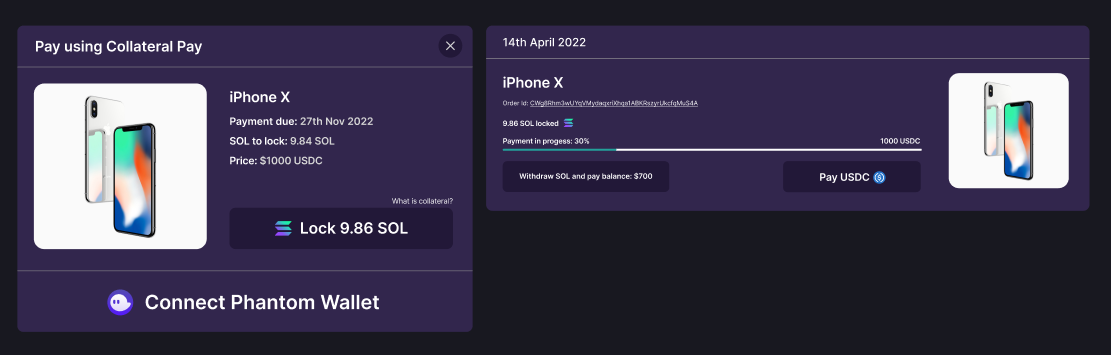 Pay using Collateral Pay
iPhone X
Payment due: 27th Nov 2022
SOL to lock: 9.84 SOL
Price: $1000 USDC
What is collateral?
Lock 9.86 SOL
Connect Phantom Wallet
14th April 2022
iPhone X
Order Id:
9.86 SOL locked
Payment in progess: 30%
1000 USDC
Withdraw SOL and pay balance: $700
Pay USDC